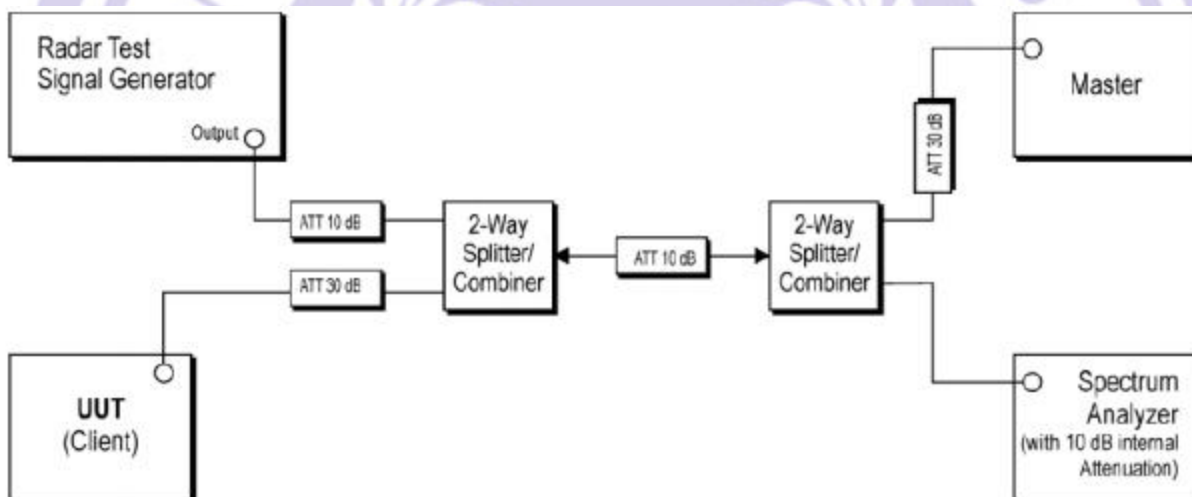 Radar Test
Signal Generator
Output
ATT 10 dB
2-Way
Splitter/
Combiner
ATT 30 dB
UUT
(Client)
ATT 10 dB
2-Way
Splitter/
Combiner
ATT 30 dB
Master
Spectrum
Analyzer
(with 10 dB internal
Attenuation)